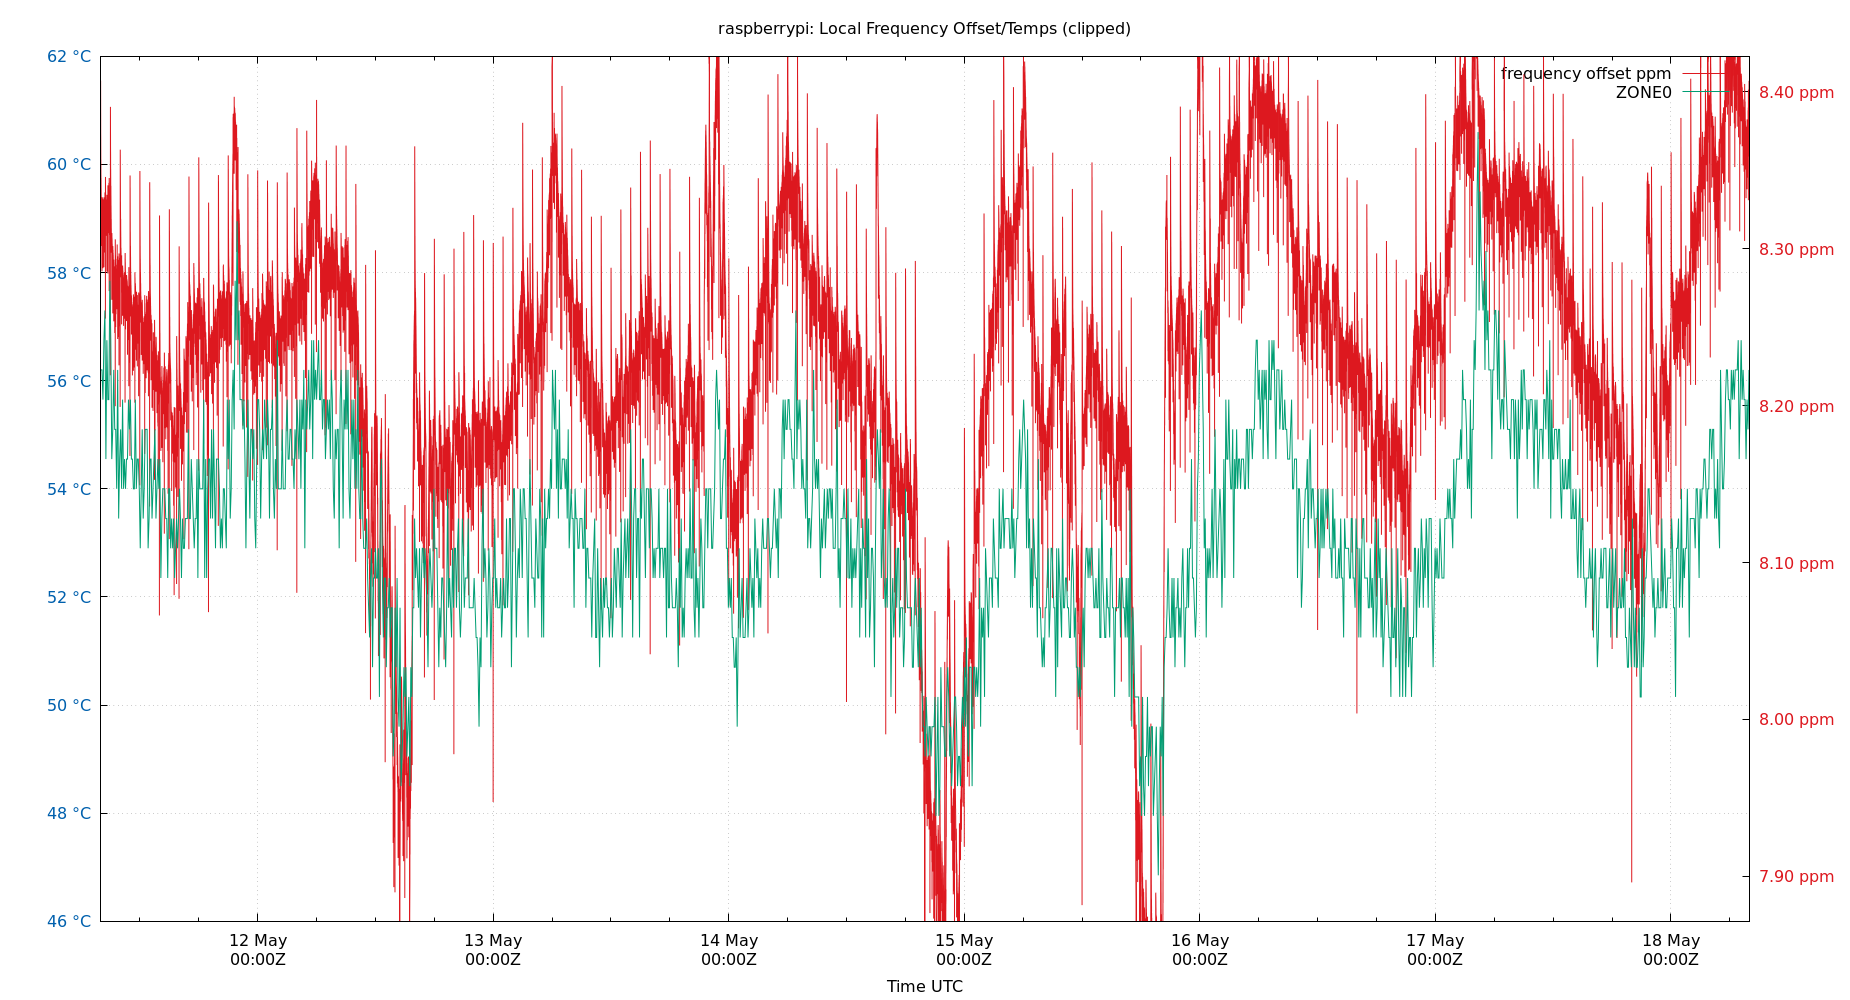 raspberrypi: Local Frequency Offset/Temps (clipped)
frequency offset ppm
ZONE0
62 °C
60 °C
58 °C
56 °C
54 °C
52 °C
50 °C
48 °C
46 °C
8.40 ppm
8.30 ppm
8.20 ppm
8.10 ppm
8.00 ppm
7.90 ppm
12 May
00:00Z
13 May
00:00Z
14 May
00:00Z
15 May
00:00Z
16 May
00:00Z
17 May
00:00Z
18 May
00:00Z
Time UTC